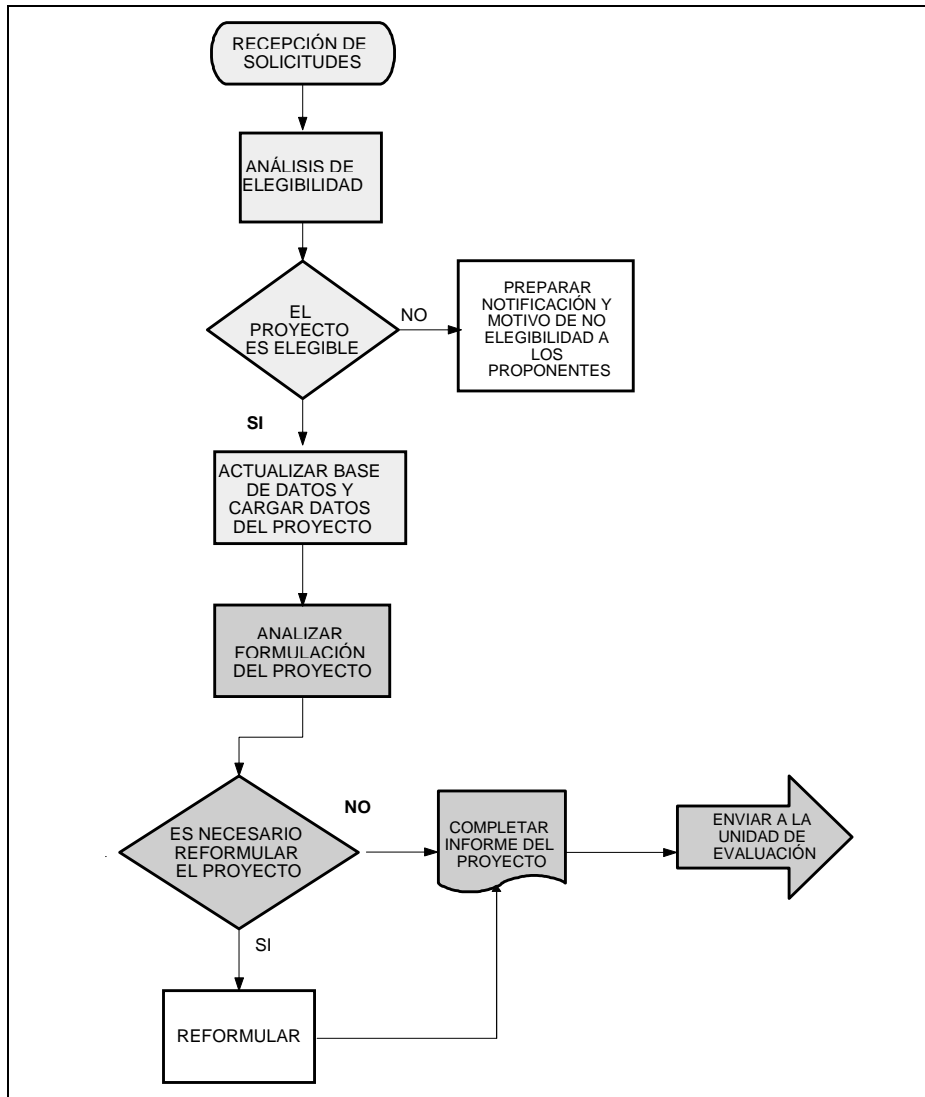 RECEPCIÓN DE
SOLICITUDES
ANÁLISIS DE
ELEGIBILIDAD
EL
PROYECTO
ES ELEGIBLE
NO
PREPARAR
NOTIFICACIÓN Y
MOTIVO DE NO
ELEGIBILIDAD A
LOS
PROPONENTES
SI
ACTUALIZAR BASE
DE DATOS Y
CARGAR DATOS
DEL PROYECTO
ANALIZAR
FORMULACIÓN
DEL PROYECTO
ES NECESARIO
REFORMULAR
EL PROYECTO
NO
COMPLETAR
INFORME DEL
PROYECTO
ENVIAR A LA
UNIDAD DE
EVALUACIÓN
SI
REFORMULAR